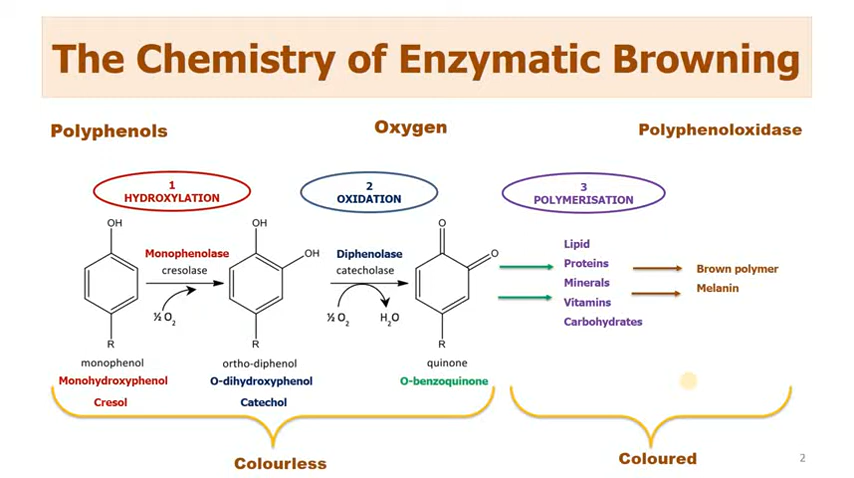 The Chemistry of Enzymatic Browning
Polyphenols
Oxygen
Polyphenoloxidase
1
HYDROXYLATION
2
OXIDATION
3
POLYMERISATION
OH
OH
OH
O
O
Monophenolase
cresolase
½ O2
Diphenolase
catecholase
½ O2
H2O
R
R
R
Lipid
Proteins
Minerals
Vitamins
Carbohydrates
Brown polymer
Melanin
monophenol
Monohydroxyphenol
Cresol
ortho-diphenol
O-dihydroxyphenol
Catechol
quinone
O-benzoquinone
Colourless
Coloured
2